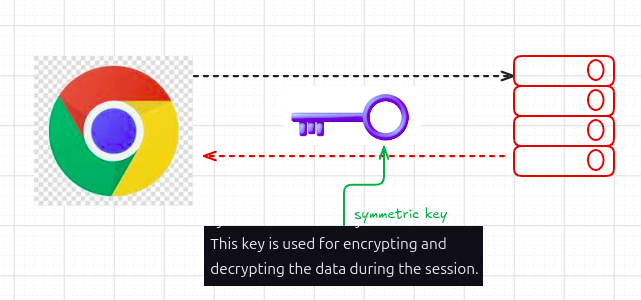 symmetric key
This key is used for encrypting and
decrypting the data during the session.